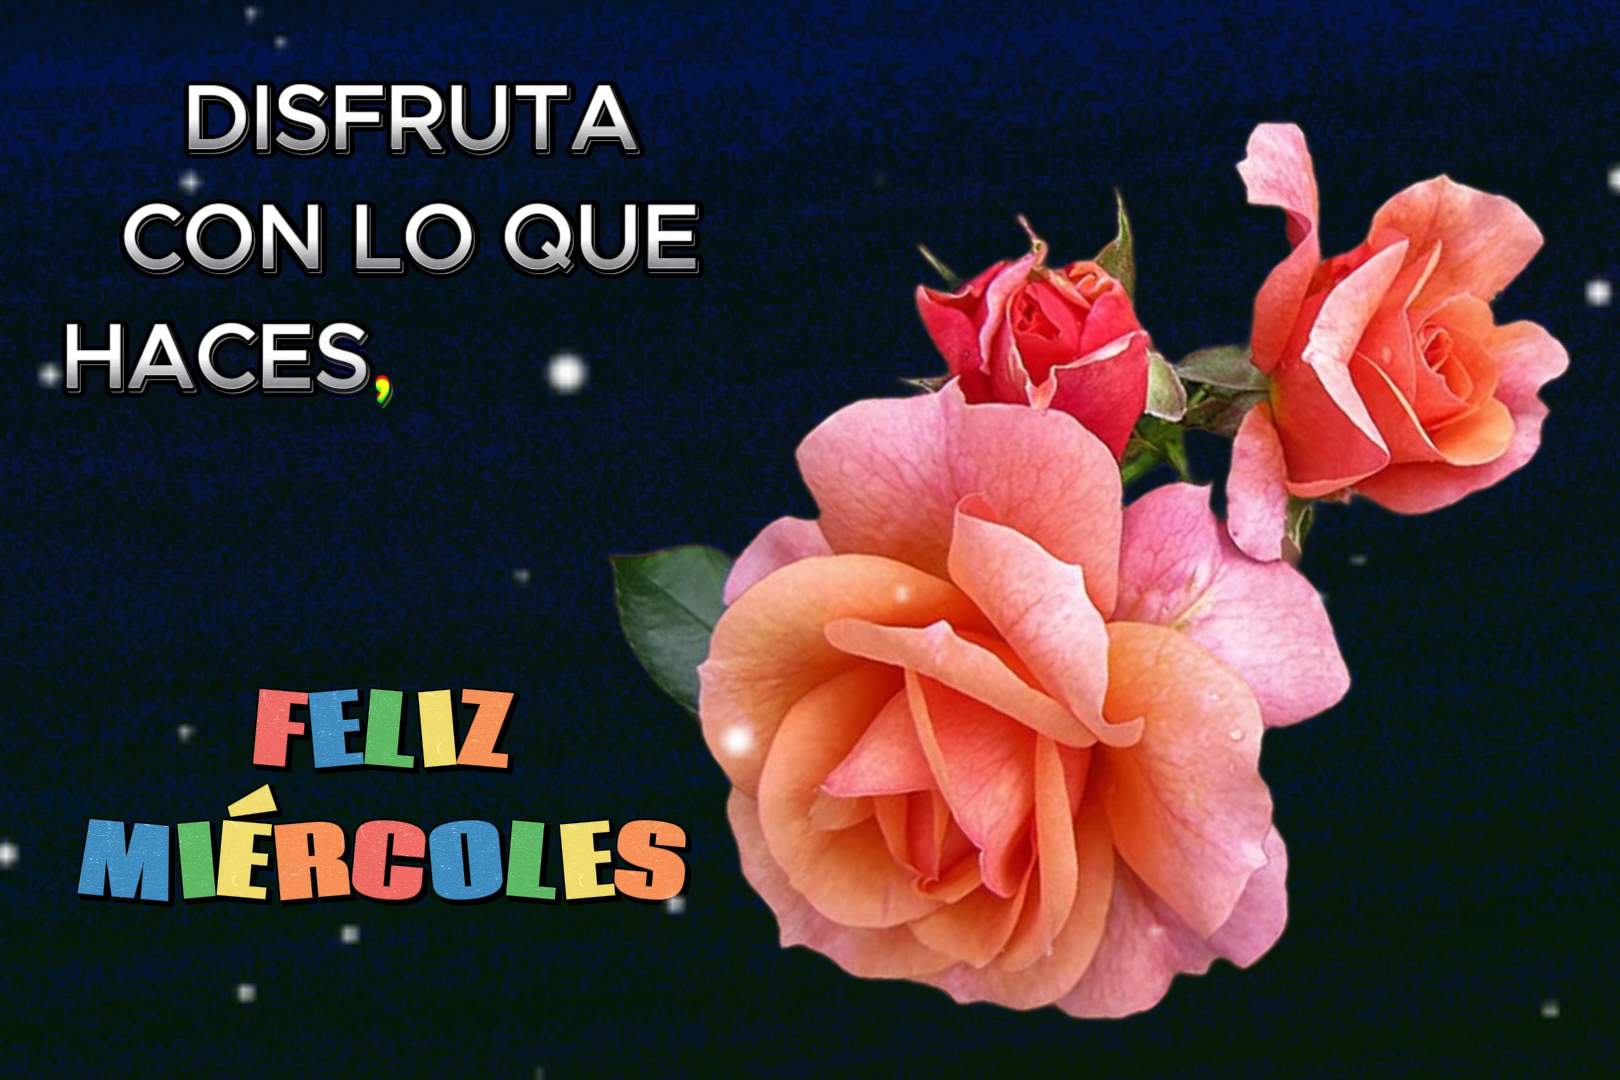 DISFRUTA
CON LO QUE
HACES,
FELIZ
MIÉRCOLES